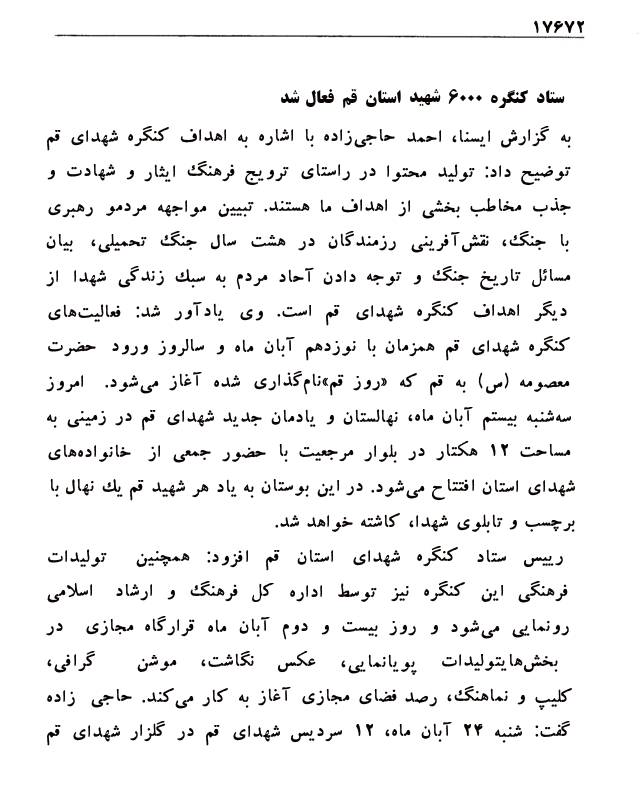 ۱۷۶۷۲
ستاد کنگره ۶۰۰۰ شهید استان قم فعال شد
به گزارش ایسنا، احمد حاجی‌زاده با اشاره به اهداف کنگره شهدای قم
توضیح داد: تولید محتوا در راستای ترویج فرهنگ ایثار و شهادت و
جذب مخاطب بخشی از اهداف ما هستند. تبیین مواجهه مردمو رهبری
با جنگ، نقش‌آفرینی رزمندگان در هشت سال جنگ تحمیلی، بیان
مسائل تاریخ جنگ و توجه دادن آحاد مردم به سبك زندگی شهدا از
دیگر اهداف کنگره شهدای قم است. وی یادآور شد: فعالیت‌های
کنگره شهدای قم همزمان با نوزدهم آبان ماه و سالروز ورود حضرت
معصومه (س) به قم که «روز قم»نام‌گذاری شده آغاز می‌شود. امروز
سه‌شنبه بیستم آبان ماه، نهالستان و یادمان جدید شهدای قم در زمینی به
مساحت ۱۲ هکتار در بلوار مرجعیت با حضور جمعی از خانواده‌های
شهدای استان افتتاح می‌شود. در این بوستان به یاد هر شهید قم یك نهال با
برچسب و تابلوی شهدا، کاشته خواهد شد.
رییس ستاد کنگره شهدای استان قم افزود: همچنین تولیدات
فرهنگی این کنگره نیز توسط اداره کل فرهنگ و ارشاد اسلامی
رونمایی می‌شود و روز بیست و دوم آبان ماه قرارگاه مجازی در
بخش‌هایتولیدات پویانمایی، عکس نگاشت، موشن گرافی،
کلیپ و نماهنگ، رصد فضای مجازی آغاز به کار می‌کند. حاجی زاده
گفت: شنبه ۲۴ آبان ماه، ۱۲ سردیس شهدای قم در گلزار شهدای قم